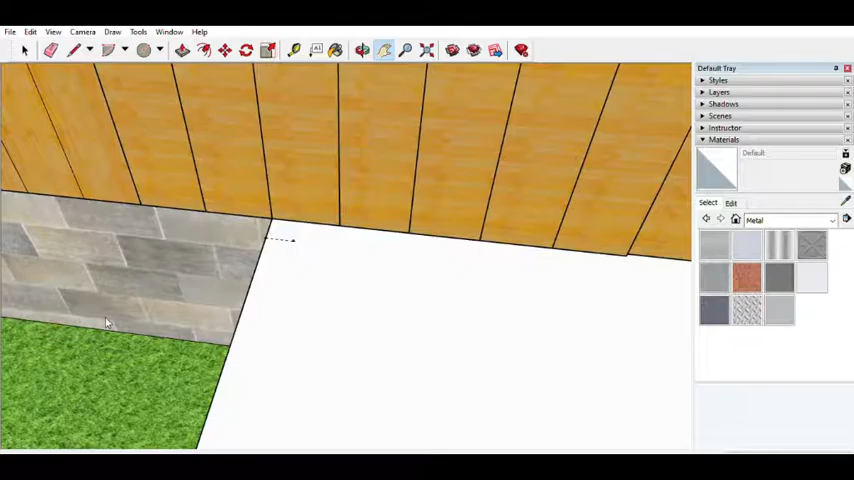 File Edit View Camera Draw Tools Window Help
Default Tray
Styles
Layers
Shadows
Scenes
Instructor
Materials
Default
Select Edit
Metal